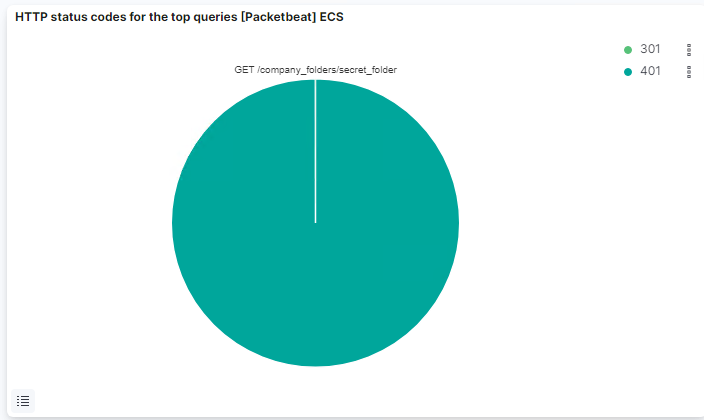 HTTP status codes for the top queries [Packetbeat] ECS
301
401
GET /company_folders/secret_folder